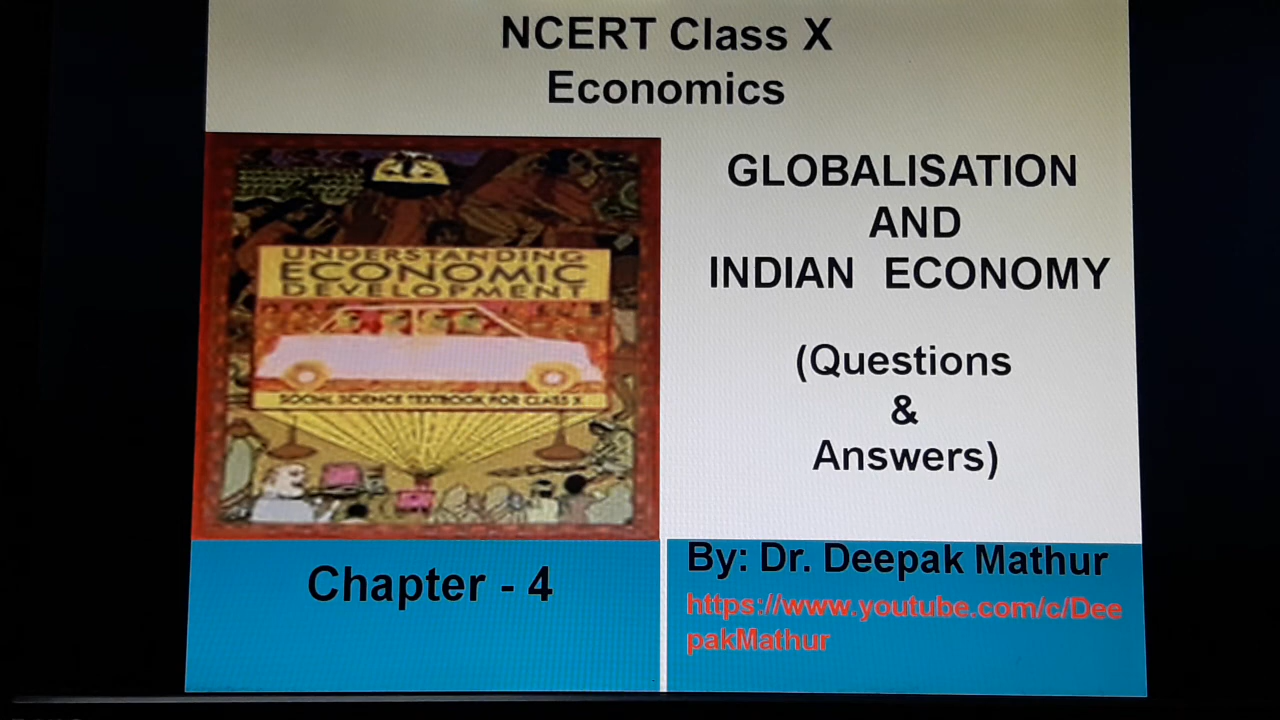 NCERT Class X
Economics
UNDERSTANDING
ECONOMIC
DEVELOPMENT
SOCIAL SCIENCE TEXTBOOK FOR CLASS X
GLOBALISATION
AND
INDIAN ECONOMY
(Questions
&
Answers)
Chapter - 4
By: Dr. Deepak Mathur
https://www.youtube.com/c/Dee
pakMathur